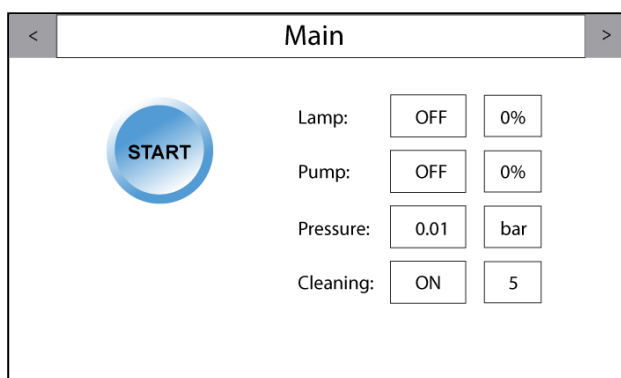 < Main >
START
Lamp: OFF 0%
Pump: OFF 0%
Pressure: 0.01 bar
Cleaning: ON 5